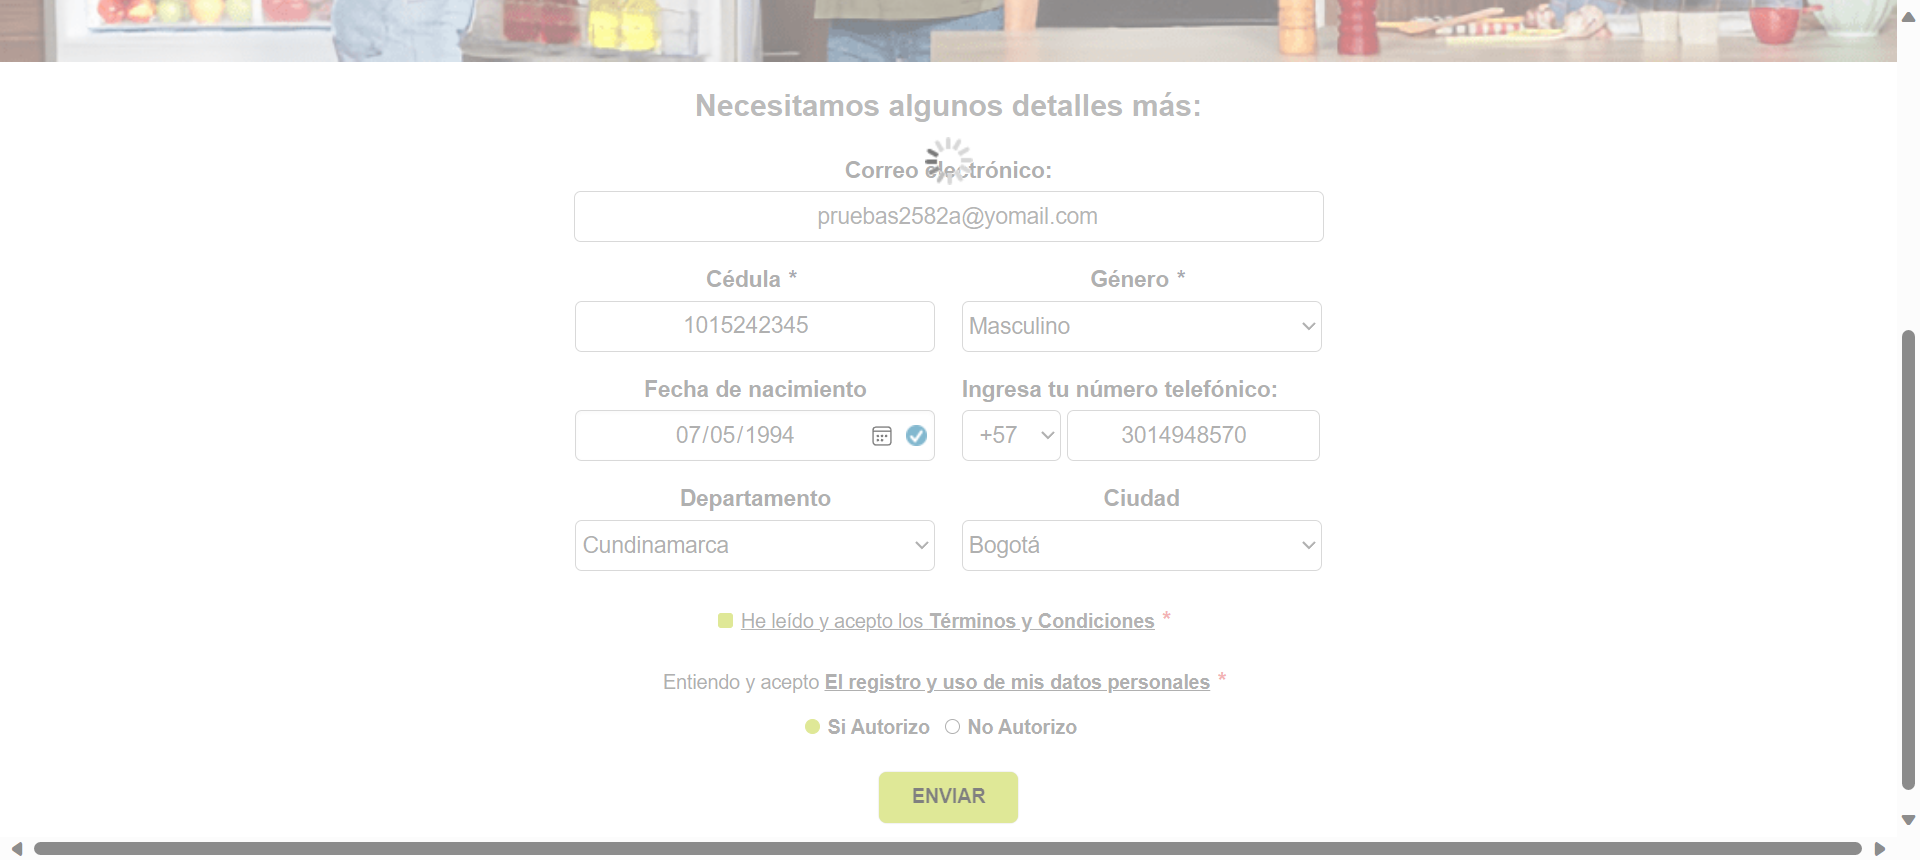 Necesitamos algunos detalles más:
Correo electrónico:
pruebas2582a@yomail.com
Cédula *
Género *
1015242345
Masculino
Fecha de nacimiento
Ingresa tu número telefónico:
07/05/1994
+57
3014948570
Departamento
Ciudad
Cundinamarca
Bogotá
He leído y acepto los Términos y Condiciones *
Entiendo y acepto El registro y uso de mis datos personales *
Si Autorizo
No Autorizo
ENVIAR